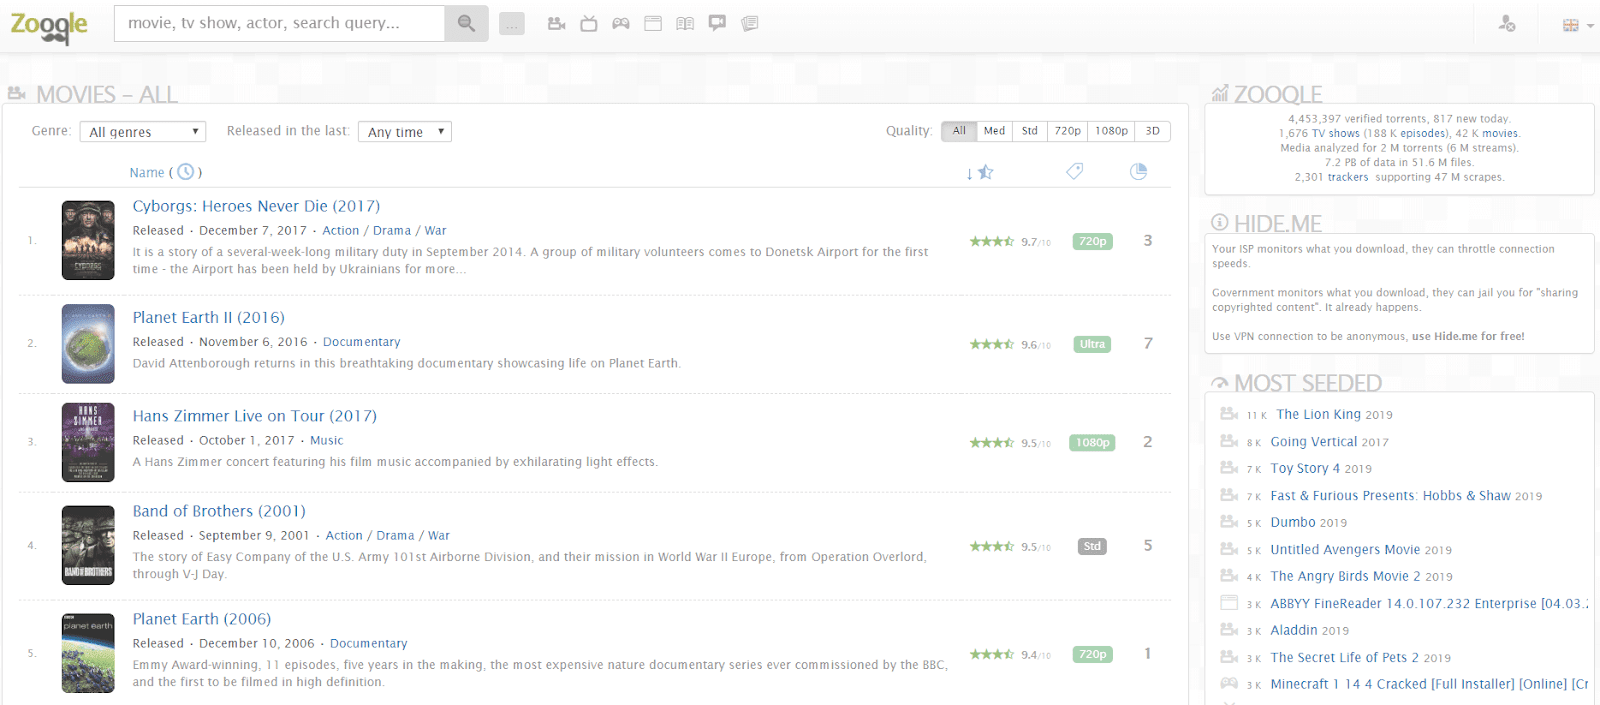 Zooqle
movie, tv show, actor, search query...
...
MOVIES – ALL
Genre: All genres Released in the last: Any time Quality: All Med Std 720p 1080p 3D
Name ( )
1.
Cyborgs: Heroes Never Die (2017)
Released · December 7, 2017 · Action / Drama / War
It is a story of a several-week-long military duty in September 2014. A group of military volunteers comes to Donetsk Airport for the first
time - the Airport has been held by Ukrainians for more...
9.7/10 720p 3
2.
Planet Earth II (2016)
Released · November 6, 2016 · Documentary
David Attenborough returns in this breathtaking documentary showcasing life on Planet Earth.
9.6/10 Ultra 7
3.
HANS
ZIMMER
Hans Zimmer Live on Tour (2017)
Released · October 1, 2017 · Music
A Hans Zimmer concert featuring his film music accompanied by exhilarating light effects.
9.5/10 1080p 2
4.
BAND OF BROTHERS
Band of Brothers (2001)
Released · September 9, 2001 · Action / Drama / War
The story of Easy Company of the U.S. Army 101st Airborne Division, and their mission in World War II Europe, from Operation Overlord,
through V-J Day.
9.5/10 Std 5
5.
planet earth
Planet Earth (2006)
Released · December 10, 2006 · Documentary
Emmy Award-winning, 11 episodes, five years in the making, the most expensive nature documentary series ever commissioned by the BBC,
and the first to be filmed in high definition.
9.4/10 720p 1
ZOOQLE
4,453,397 verified torrents, 817 new today.
1,676 TV shows (188 K episodes), 42 K movies.
Media analyzed for 2 M torrents (6 M streams).
7.2 PB of data in 51.6 M files.
2,301 trackers supporting 47 M scrapes.
HIDE.ME
Your ISP monitors what you download, they can throttle connection
speeds.
Government monitors what you download, they can jail you for "sharing
copyrighted content". It already happens.
Use VPN connection to be anonymous, use Hide.me for free!
MOST SEEDED
11 K The Lion King 2019
8 K Going Vertical 2017
7 K Toy Story 4 2019
7 K Fast & Furious Presents: Hobbs & Shaw 2019
5 K Dumbo 2019
5 K Untitled Avengers Movie 2019
4 K The Angry Birds Movie 2 2019
3 K ABBYY FineReader 14.0.107.232 Enterprise [04.03.2
3 K Aladdin 2019
3 K The Secret Life of Pets 2 2019
3 K Minecraft 1 14 4 Cracked [Full Installer] [Online] [Cr